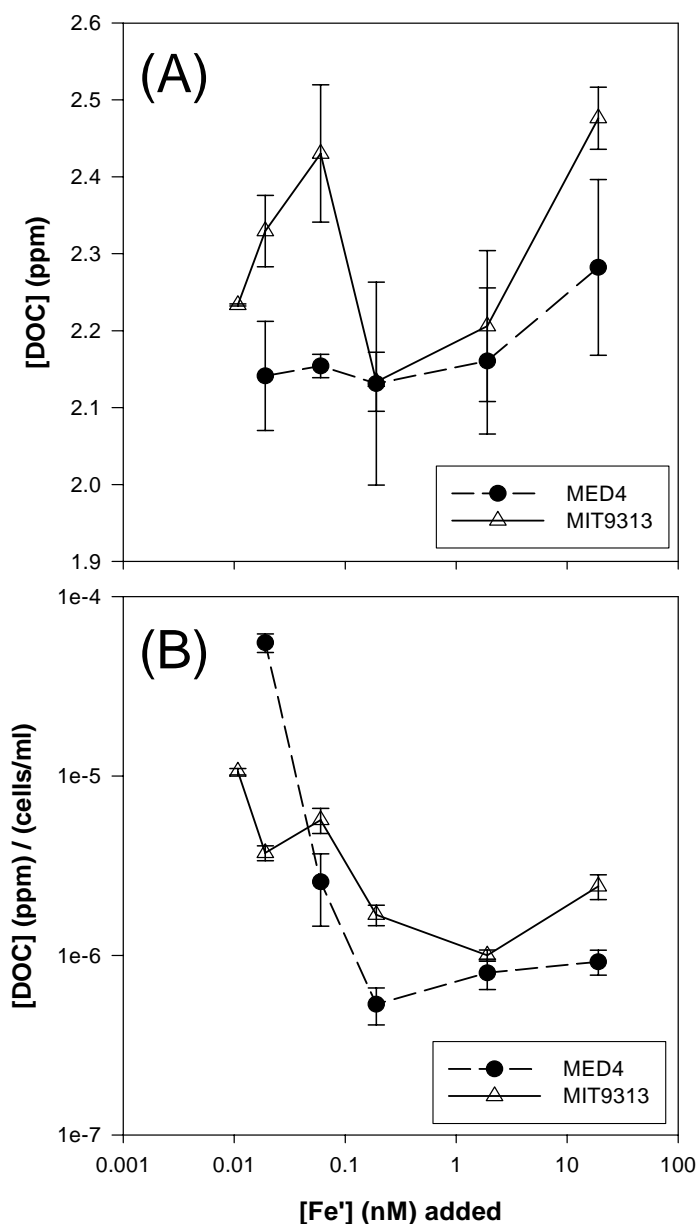 (A)
[DOC] (ppm)
2.6
2.5
2.4
2.3
2.2
2.1
2.0
1.9
MED4
MIT9313
(B)
[DOC] (ppm) / (cells/ml)
1e-4
1e-5
1e-6
1e-7
MED4
MIT9313
0.001 0.01 0.1 1 10 100
[Fe'] (nM) added